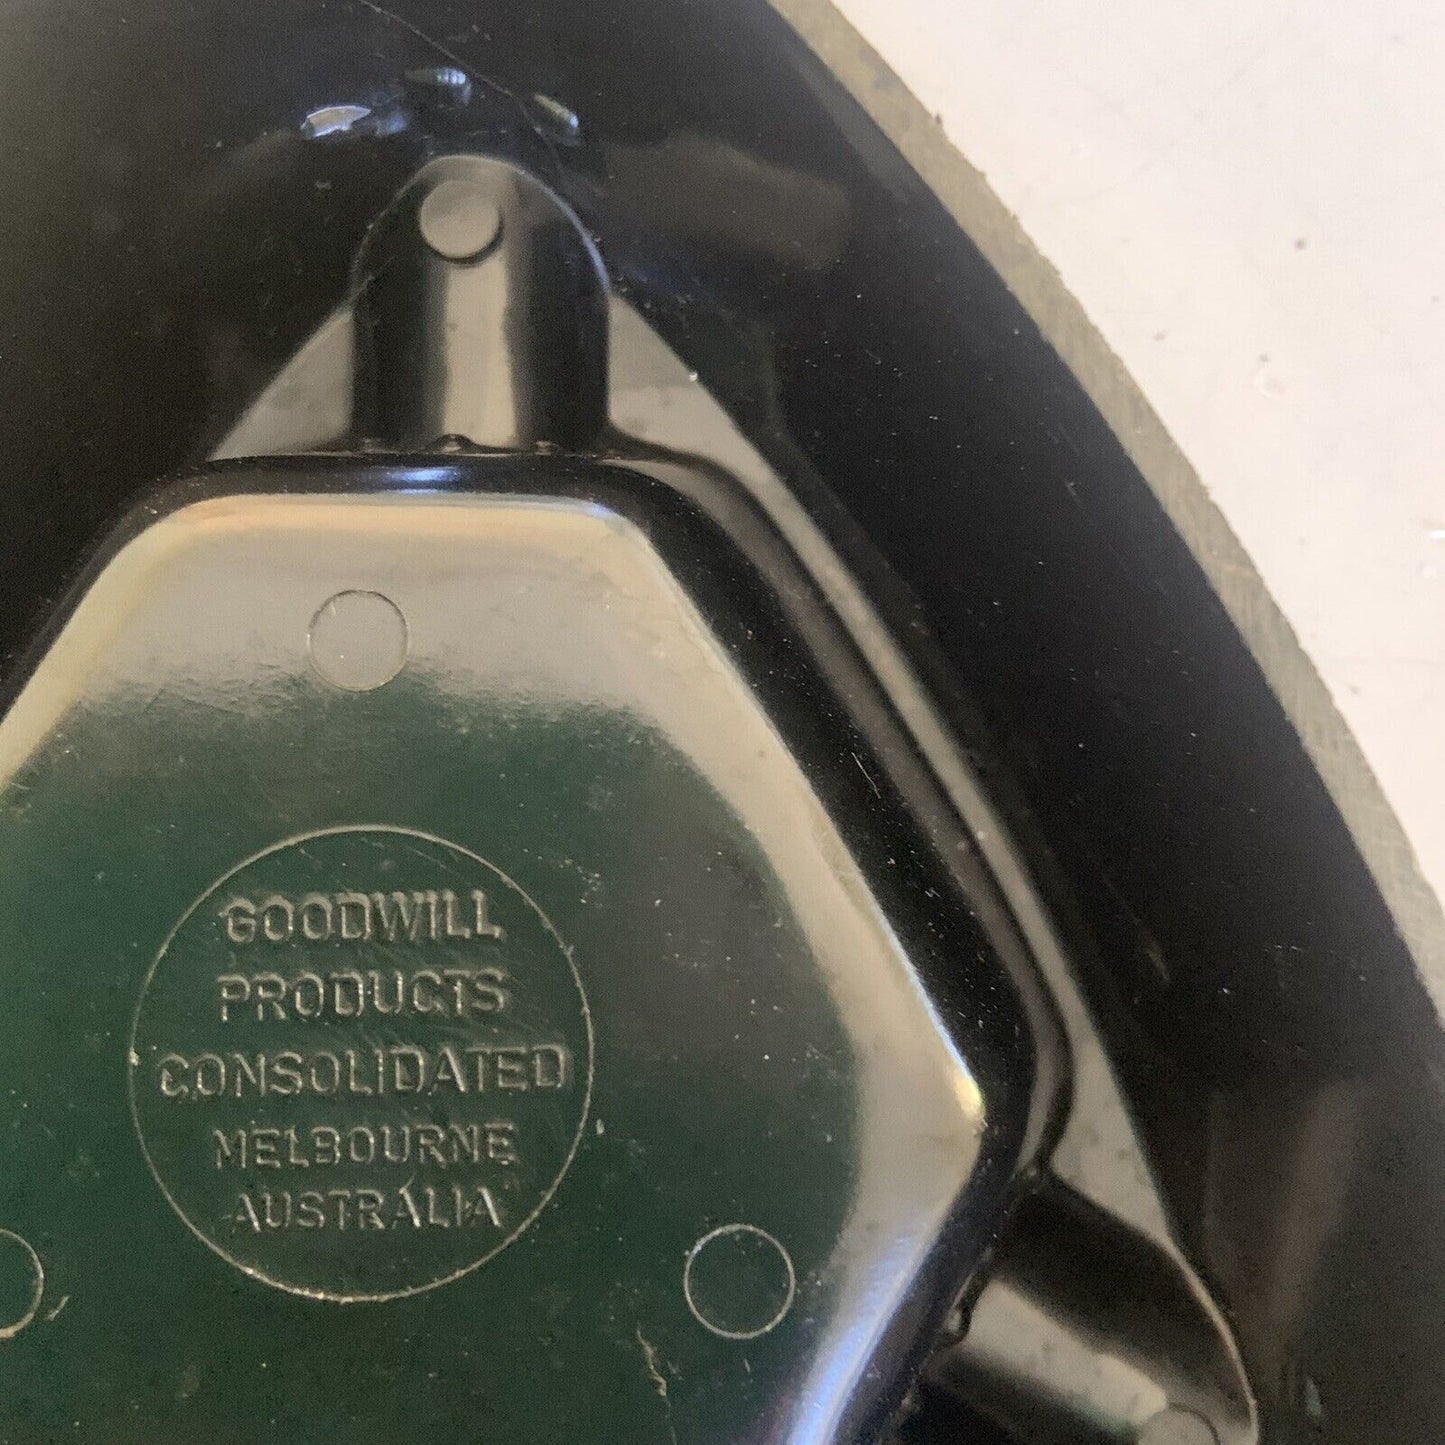 GOODWILL
PRODUCTS
CONSOLIDATED
MELBOURNE
AUSTRALIA